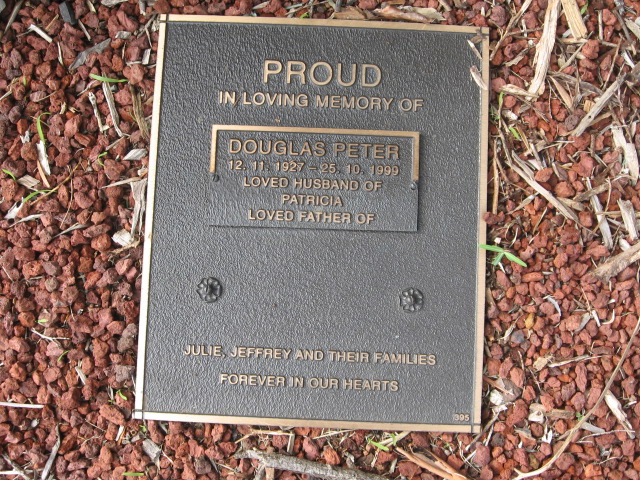 PROUD
IN LOVING MEMORY OF
DOUGLAS PETER
12. 11. 1927 – 25. 10. 1999
LOVED HUSBAND OF
PATRICIA
LOVED FATHER OF
JULIE, JEFFREY AND THEIR FAMILIES
FOREVER IN OUR HEARTS
395